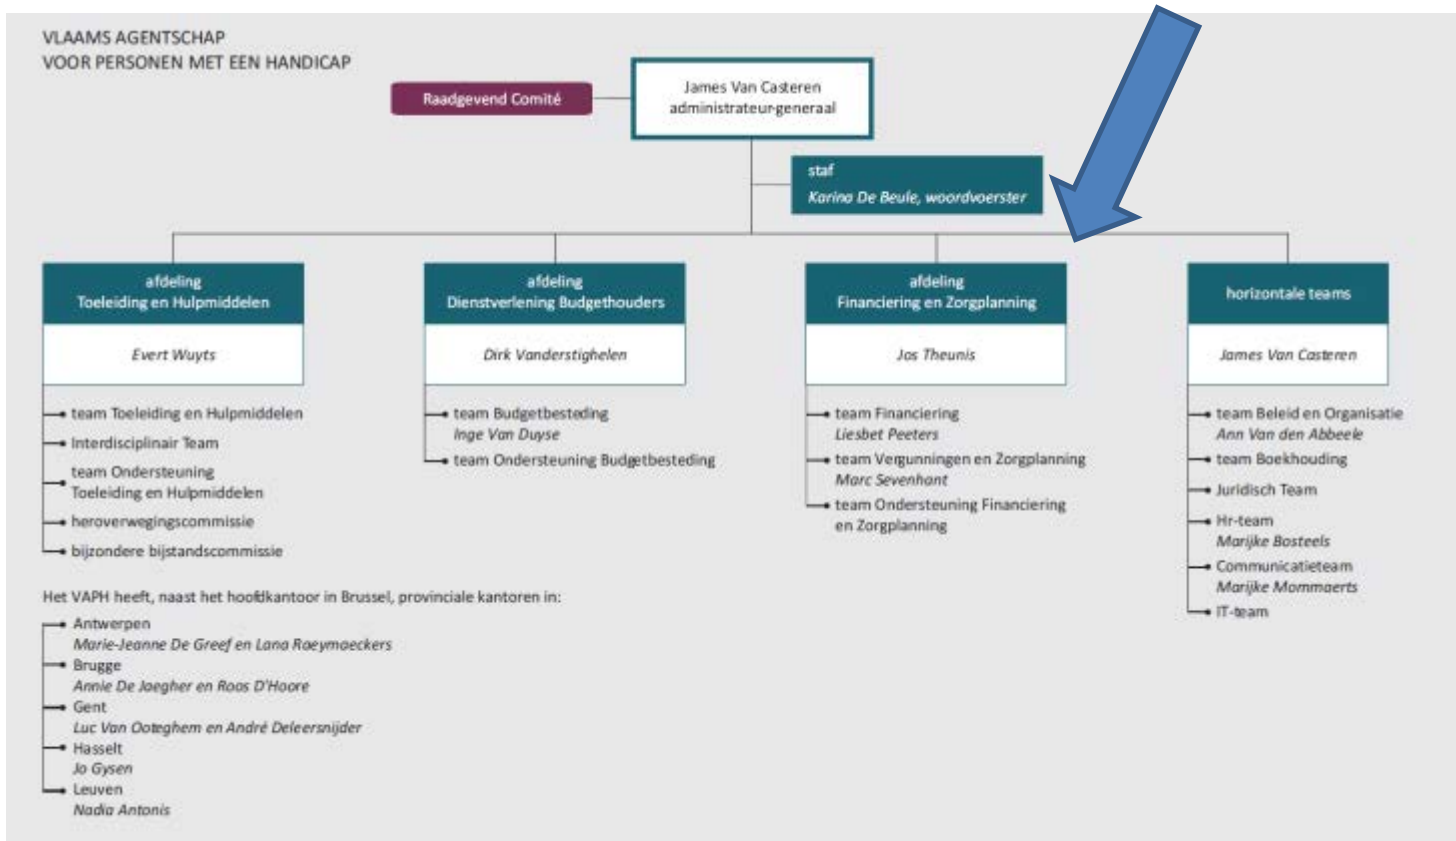 VLAAMS AGENTSCHAP
VOOR PERSONEN MET EEN HANDICAP
Raadgevend Comité
James Van Casteren
administrateur-generaal
staf
Karina De Beule, woordvoerster
afdeling
Toeleiding en Hulpmiddelen
Evert Wuyts
team Toeleiding en Hulpmiddelen
Interdisciplinair Team
team Ondersteuning
Toeleiding en Hulpmiddelen
heroverwegingscommissie
bijzondere bijstandscommissie
afdeling
Dienstverlening Budgethouders
Dirk Vanderstighelen
team Budgetbesteding
Inge Van Duyse
team Ondersteuning Budgetbesteding
afdeling
Financiering en Zorgplanning
Jos Theunis
team Financiering
Liesbet Peeters
team Vergunningen en Zorgplanning
Marc Sevenhant
team Ondersteuning Financiering
en Zorgplanning
horizontale teams
James Van Casteren
team Beleid en Organisatie
Ann Van den Abbeele
team Boekhouding
Juridisch Team
Hr-team
Marijke Bosteels
Communicatieteam
Marijke Mommaerts
IT-team
Het VAPH heeft, naast het hoofdkantoor in Brussel, provinciale kantoren in:
Antwerpen
Marie-Jeanne De Greef en Lana Raeymaeckers
Brugge
Annie De Jaegher en Roos D'Hoore
Gent
Luc Van Ooteghem en André Deleersnijder
Hasselt
Jo Gysen
Leuven
Nadia Antonis